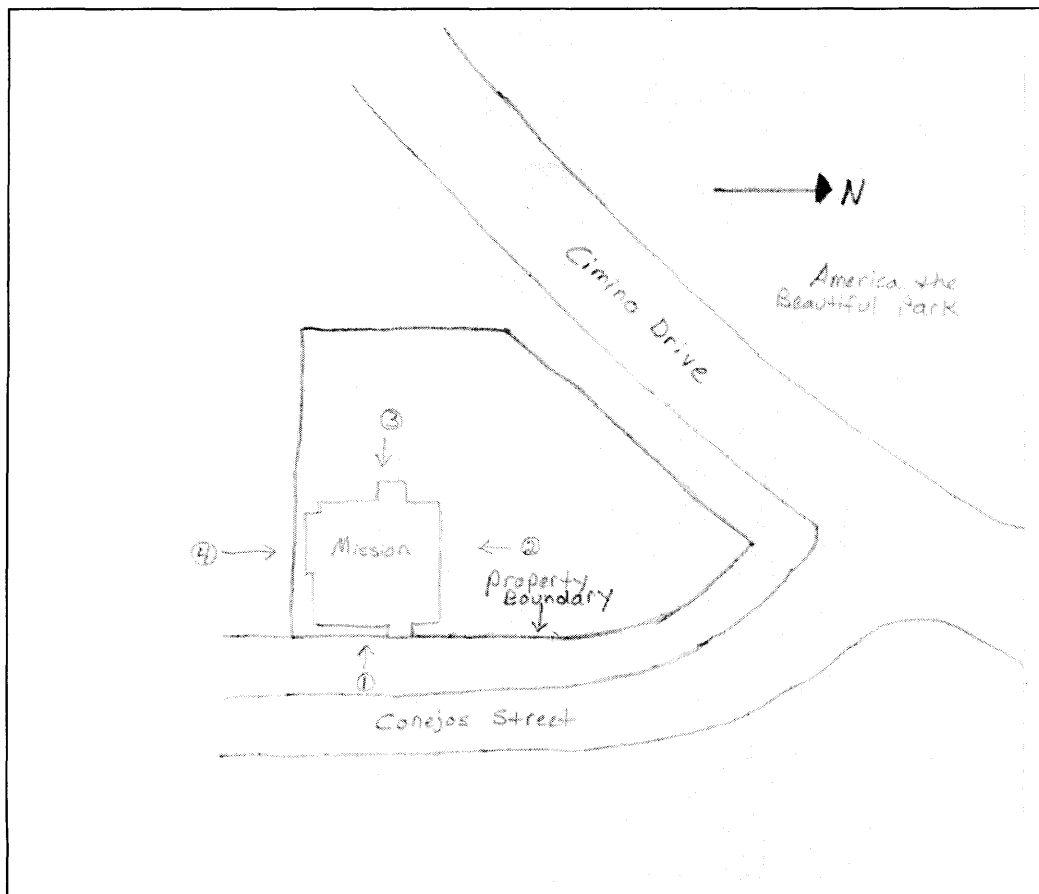 N
Cimino Drive
America the
Beautiful Park
③
Mission
④
②
Property
Boundary
①
Conejos Street